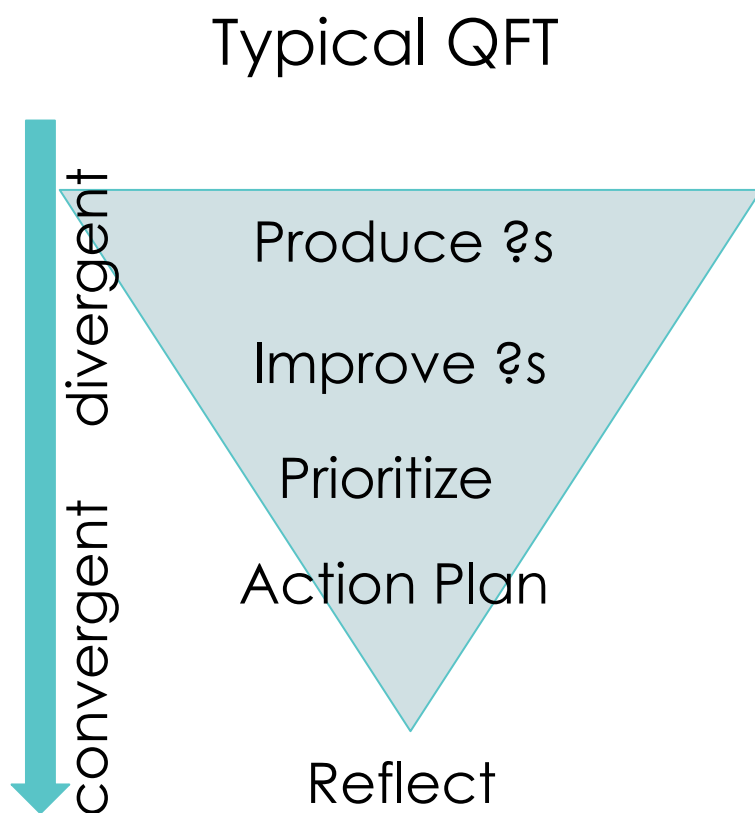 Typical QFT
divergent
Produce ?s
Improve ?s
Prioritize
convergent
Action Plan
Reflect